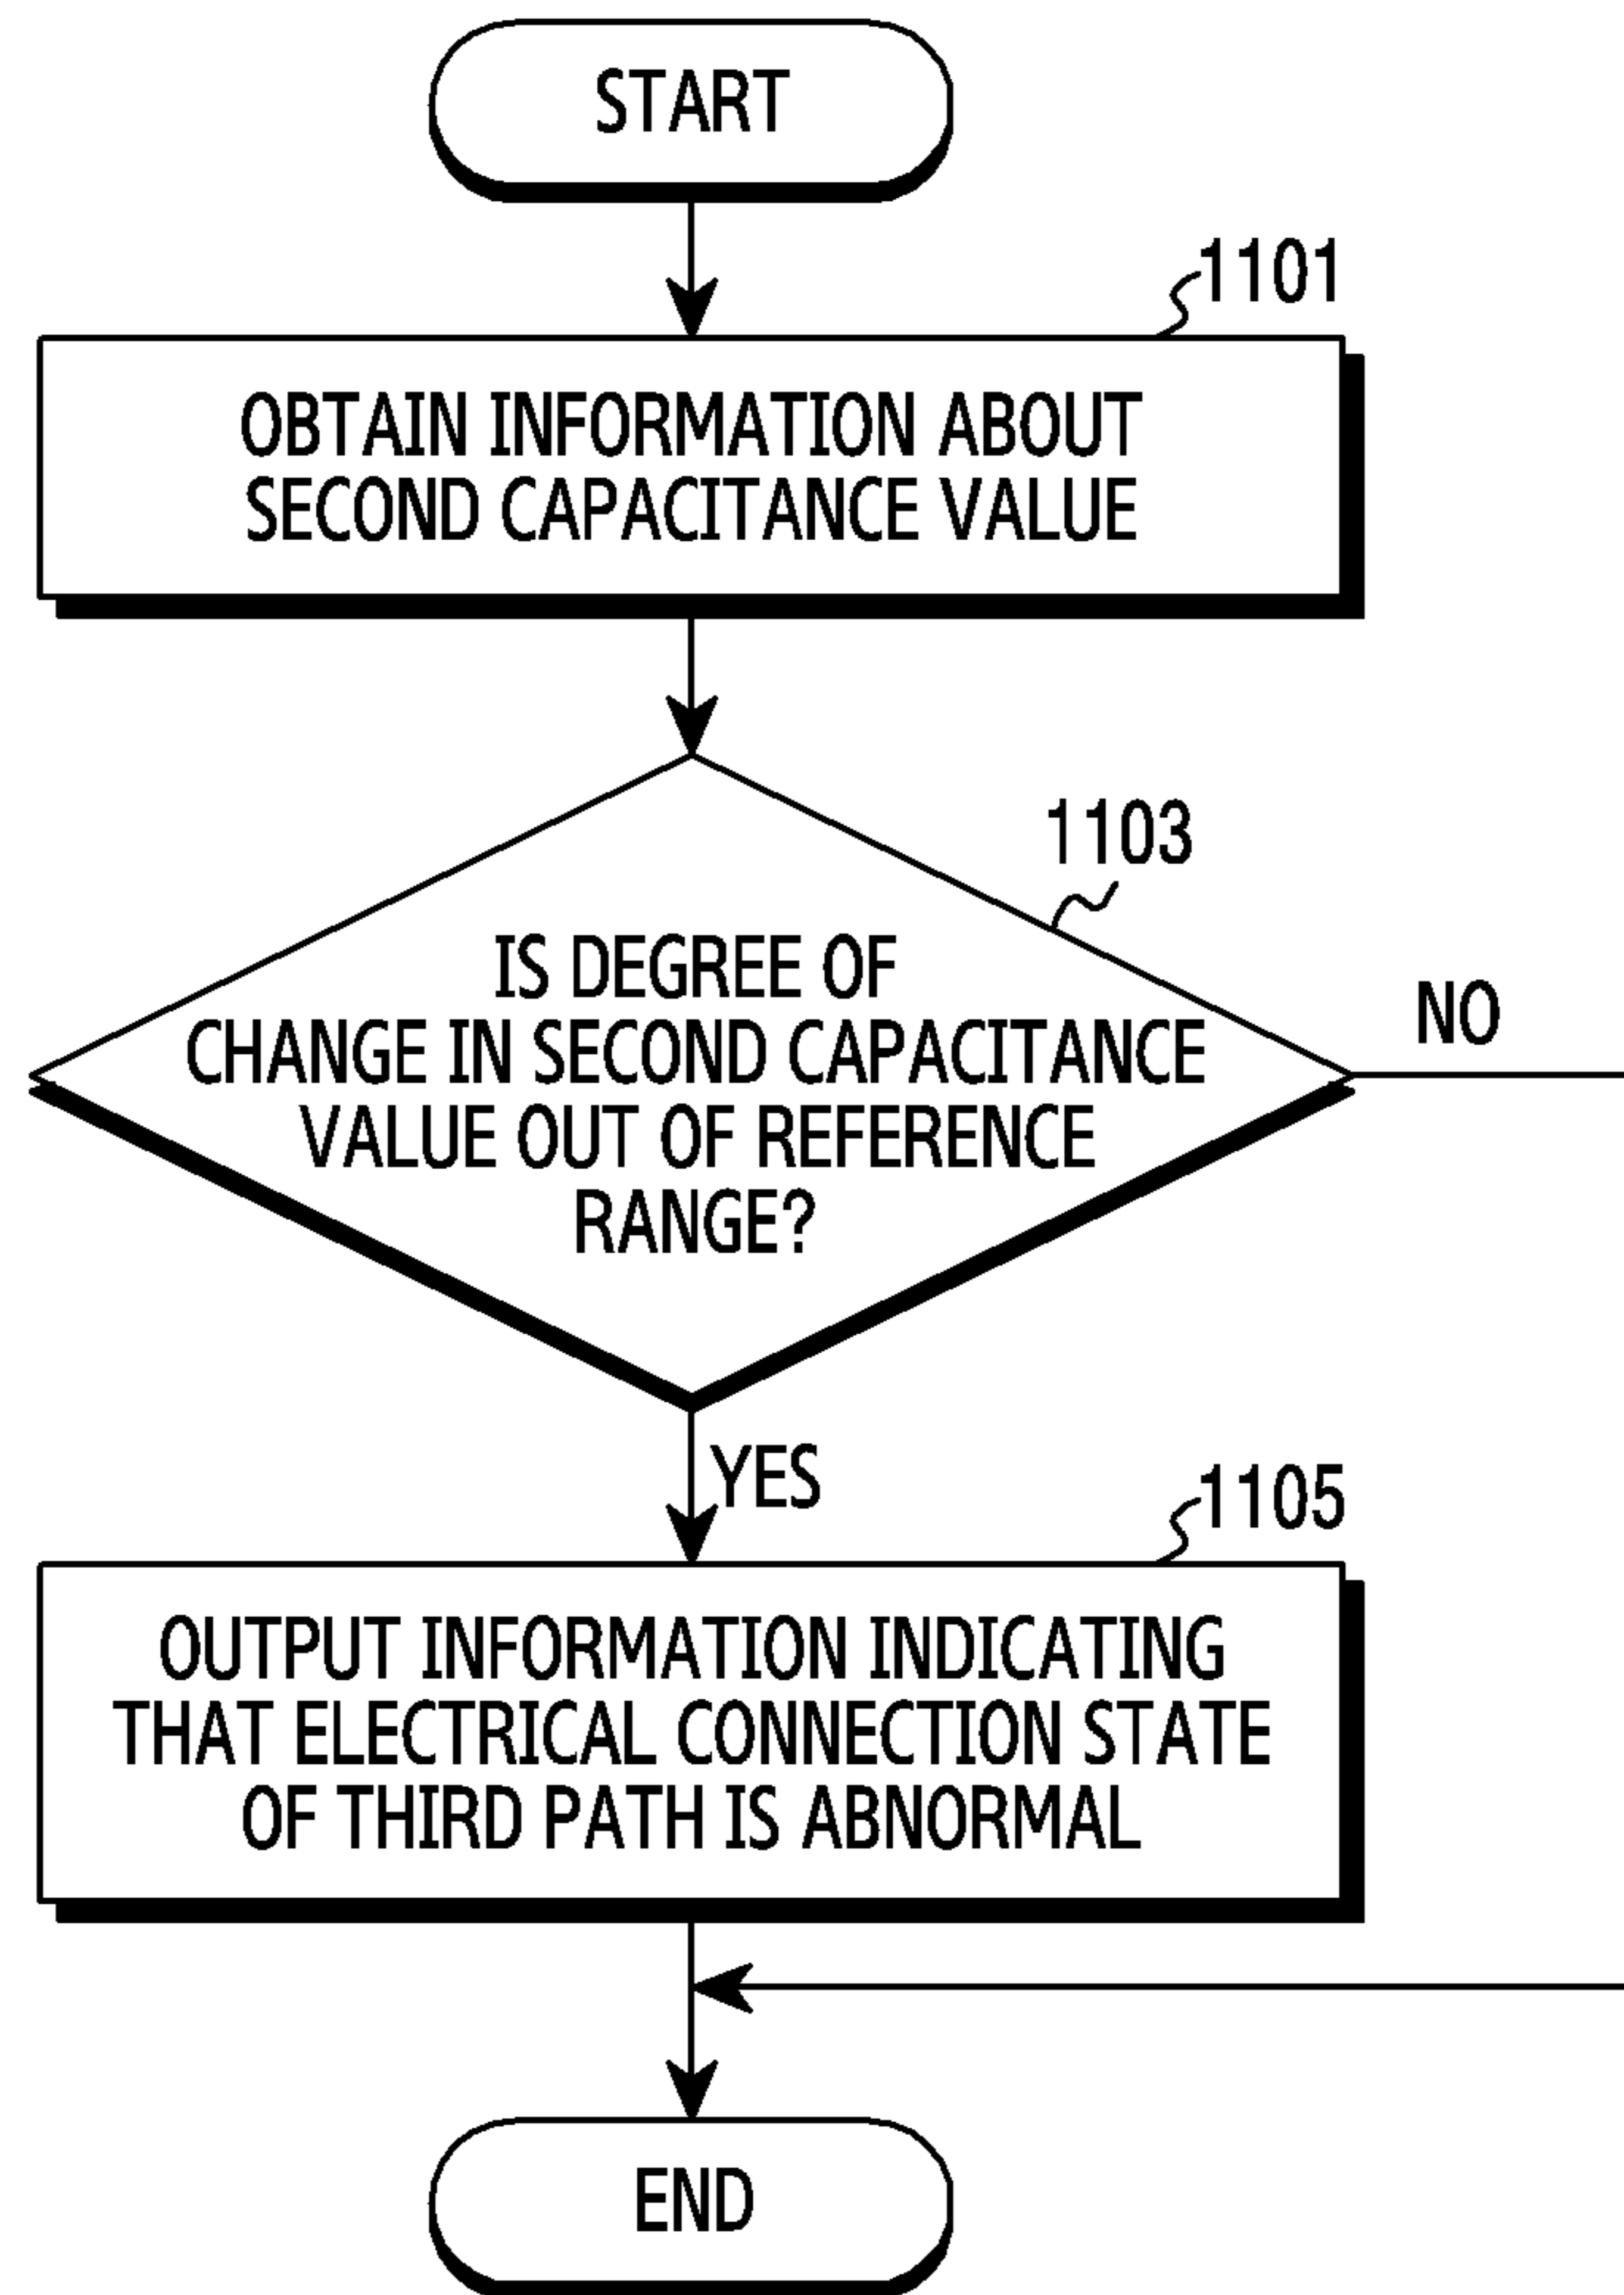 START
1101
OBTAIN INFORMATION ABOUT
SECOND CAPACITANCE VALUE
1103
IS DEGREE OF
CHANGE IN SECOND CAPACITANCE
VALUE OUT OF REFERENCE
RANGE?
NO
YES
1105
OUTPUT INFORMATION INDICATING
THAT ELECTRICAL CONNECTION STATE
OF THIRD PATH IS ABNORMAL
END